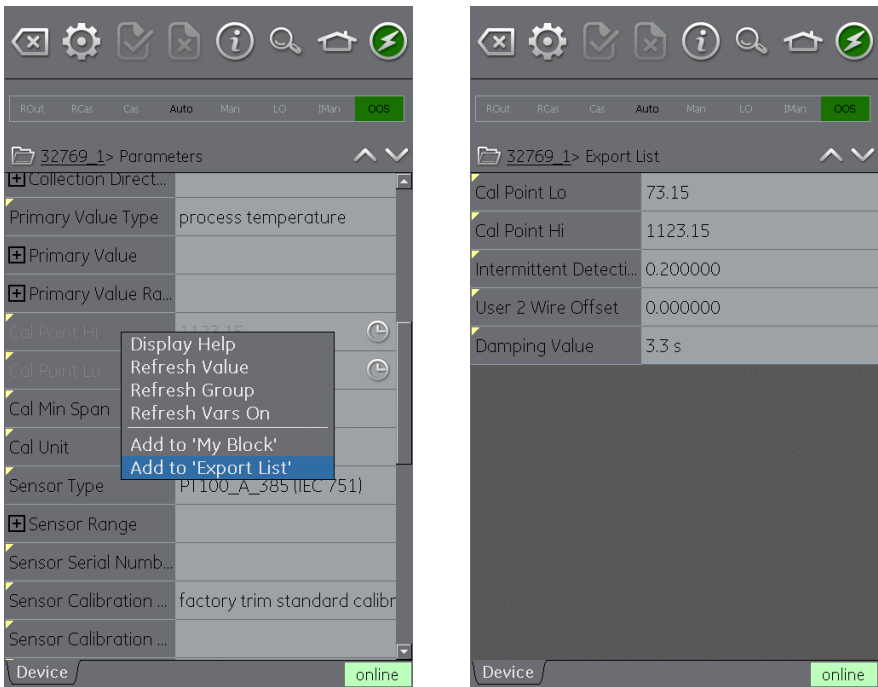 ROut RCas Cas Auto Man LO IMan OOS
32769_1> Parameters
Collection Direct...
Primary Value Type process temperature
Primary Value
Primary Value Ra...
Cal Point Hi 1123.15
Cal Point Lo
Cal Min Span
Cal Unit
Sensor Type PT100_A_385 (IEC 751)
Sensor Range
Sensor Serial Numb...
Sensor Calibration ... factory trim standard calibr
Sensor Calibration ...
Display Help
Refresh Value
Refresh Group
Refresh Vars On
Add to 'My Block'
Add to 'Export List'
Device online
ROut RCas Cas Auto Man LO IMan OOS
32769_1> Export List
Cal Point Lo 73.15
Cal Point Hi 1123.15
Intermittent Detecti... 0.200000
User 2 Wire Offset 0.000000
Damping Value 3.3 s
Device online